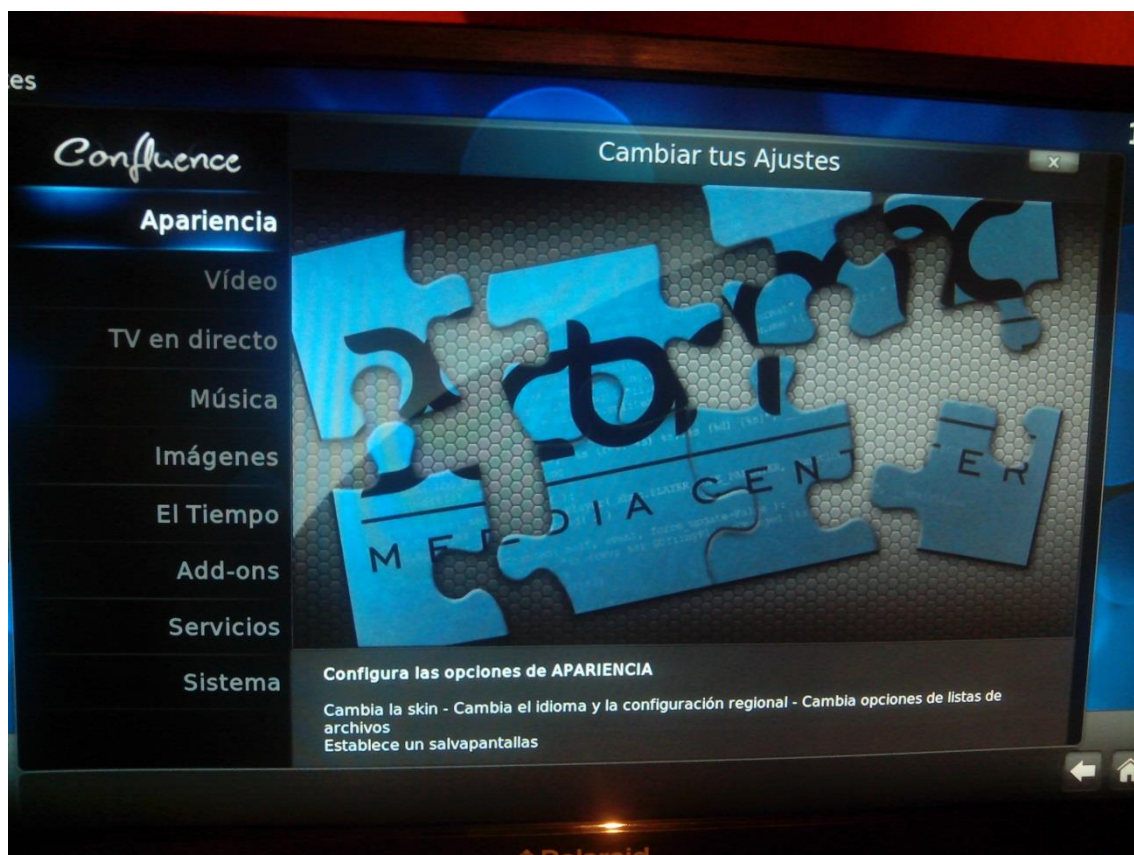 es
Confluence
Cambiar tus Ajustes
x
Apariencia
Vídeo
TV en directo
Música
Imágenes
El Tiempo
Add-ons
Servicios
Sistema
MEDIA CENTER
Configura las opciones de APARIENCIA
Cambia la skin - Cambia el idioma y la configuración regional - Cambia opciones de listas de
archivos
Establece un salvapantallas
Polaroid